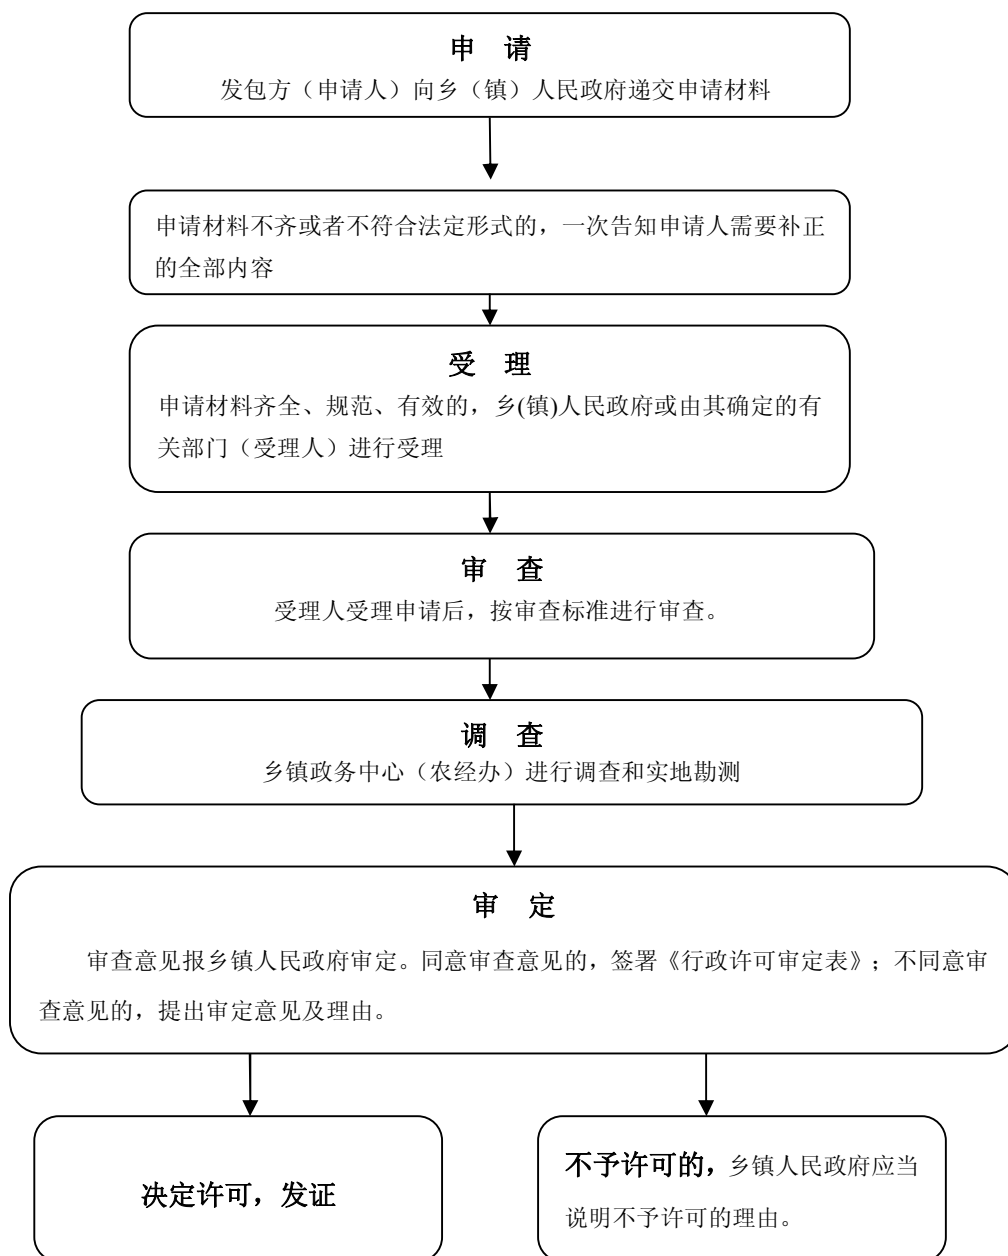 申 请
发包方（申请人）向乡（镇）人民政府递交申请材料
申请材料不齐或者不符合法定形式的，一次告知申请人需要补正
的全部内容
受 理
申请材料齐全、规范、有效的，乡(镇)人民政府或由其确定的有
关部门（受理人）进行受理
审 查
受理人受理申请后，按审查标准进行审查。
调 查
乡镇政务中心（农经办）进行调查和实地勘测
审 定
审查意见报乡镇人民政府审定。同意审查意见的，签署《行政许可审定表》；不同意审
查意见的，提出审定意见及理由。
决定许可，发证
不予许可的，乡镇人民政府应当
说明不予许可的理由。